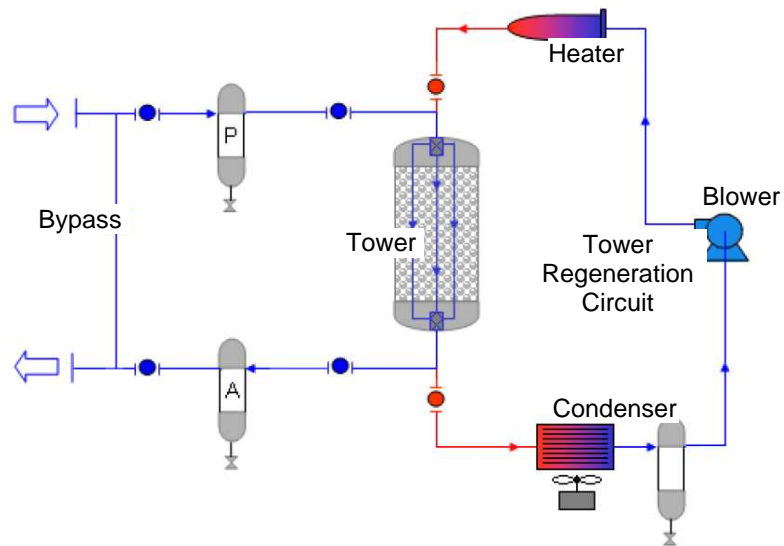 Heater
P
Bypass
Tower
Blower
Tower
Regeneration
Circuit
A
Condenser